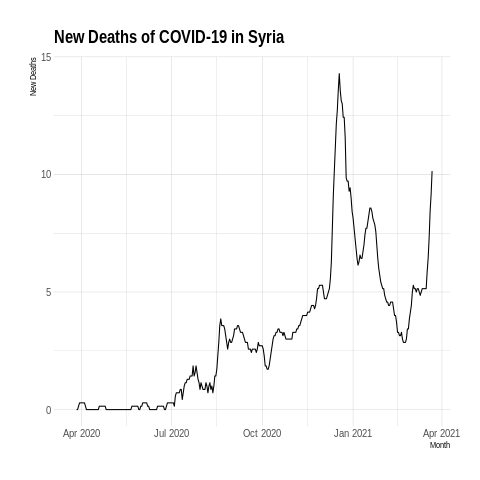 New Deaths of COVID-19 in Syria
New Deaths
15
10
5
0
Apr 2020 Jul 2020 Oct 2020 Jan 2021 Apr 2021
Month